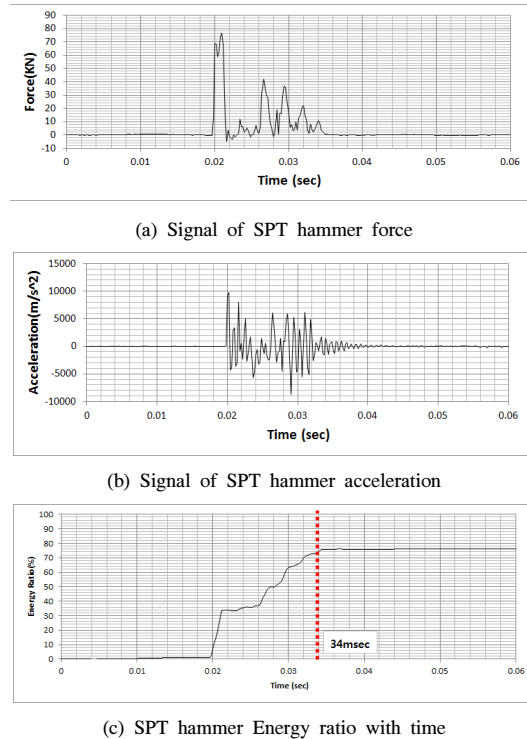 90
80
70
60
50
40
30
20
10
0
-10
Force(KN)
0 0.01 0.02 0.03 0.04 0.05 0.06
Time (sec)
(a) Signal of SPT hammer force
15000
10000
5000
0
-5000
-10000
Acceleration(m/s^2)
0 0.01 0.02 0.03 0.04 0.05 0.06
Time (sec)
(b) Signal of SPT hammer acceleration
100
90
80
70
60
50
40
30
20
10
0
Energy Ratio(%)
34msec
0 0.01 0.02 0.03 0.04 0.05 0.06
Time (sec)
(c) SPT hammer Energy ratio with time